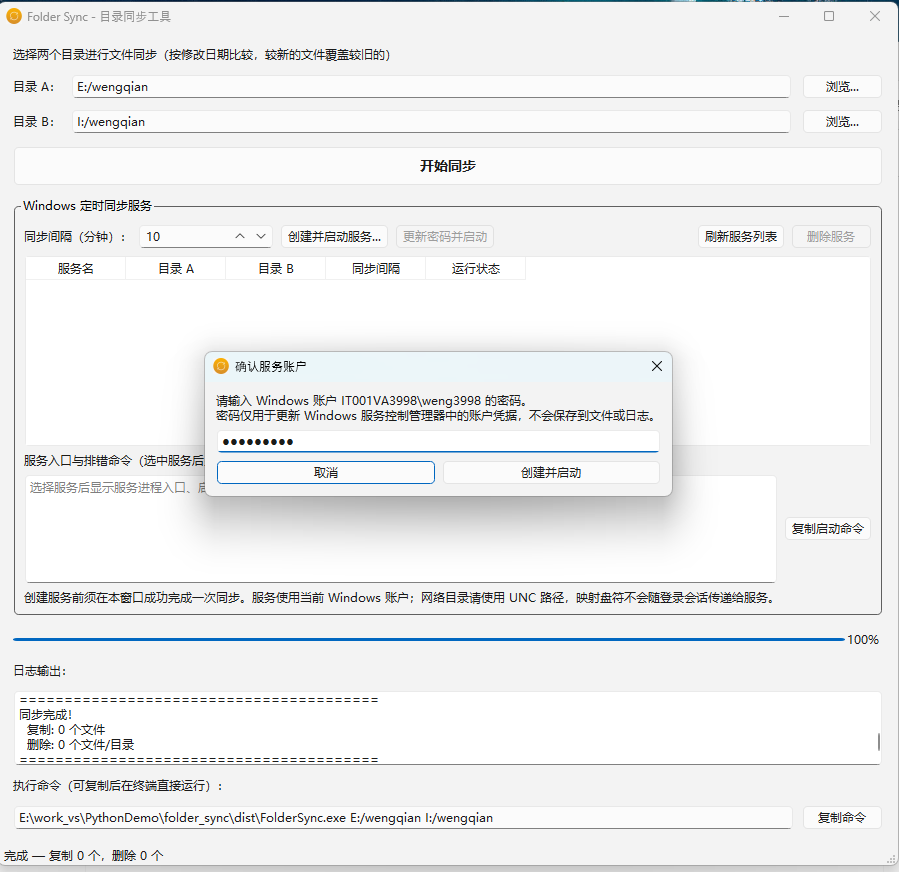 Folder Sync - 目录同步工具
选择两个目录进行文件同步（按修改日期比较，较新的文件覆盖较旧的）
目录 A:
E:/wengqian
浏览...
目录 B:
I:/wengqian
浏览...
开始同步
Windows 定时同步服务
同步间隔（分钟）:
10
创建并启动服务...
更新密码并启动
刷新服务列表
删除服务
服务名
目录 A
目录 B
同步间隔
运行状态
确认服务账户
请输入 Windows 账户 IT001VA3998\weng3998 的密码。
密码仅用于更新 Windows 服务控制管理器中的账户凭据，不会保存到文件或日志。
●●●●●●●●●
取消
创建并启动
服务入口与排错命令（选中服务后
选择服务后显示服务进程入口、
复制启动命令
创建服务前须在本窗口成功完成一次同步。服务使用当前 Windows 账户；网络目录请使用 UNC 路径，映射盘符不会随登录会话传递给服务。
100%
日志输出:
========================================
同步完成!
复制: 0 个文件
删除: 0 个文件/目录
========================================
执行命令（可复制后在终端直接运行）:
E:\work_vs\PythonDemo\folder_sync\dist\FolderSync.exe E:/wengqian I:/wengqian
复制命令
完成 — 复制 0 个，删除 0 个